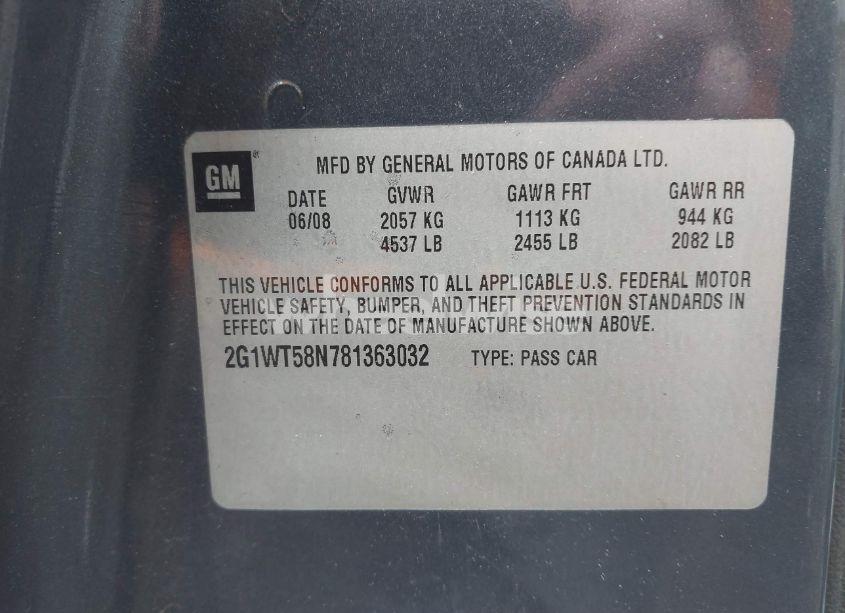 GM
MFD BY GENERAL MOTORS OF CANADA LTD.
DATE GVWR GAWR FRT GAWR RR
06/08 2057 KG 1113 KG 944 KG
4537 LB 2455 LB 2082 LB
THIS VEHICLE CONFORMS TO ALL APPLICABLE U.S. FEDERAL MOTOR
VEHICLE SAFETY, BUMPER, AND THEFT PREVENTION STANDARDS IN
EFFECT ON THE DATE OF MANUFACTURE SHOWN ABOVE.
2G1WT58N781363032 TYPE: PASS CAR